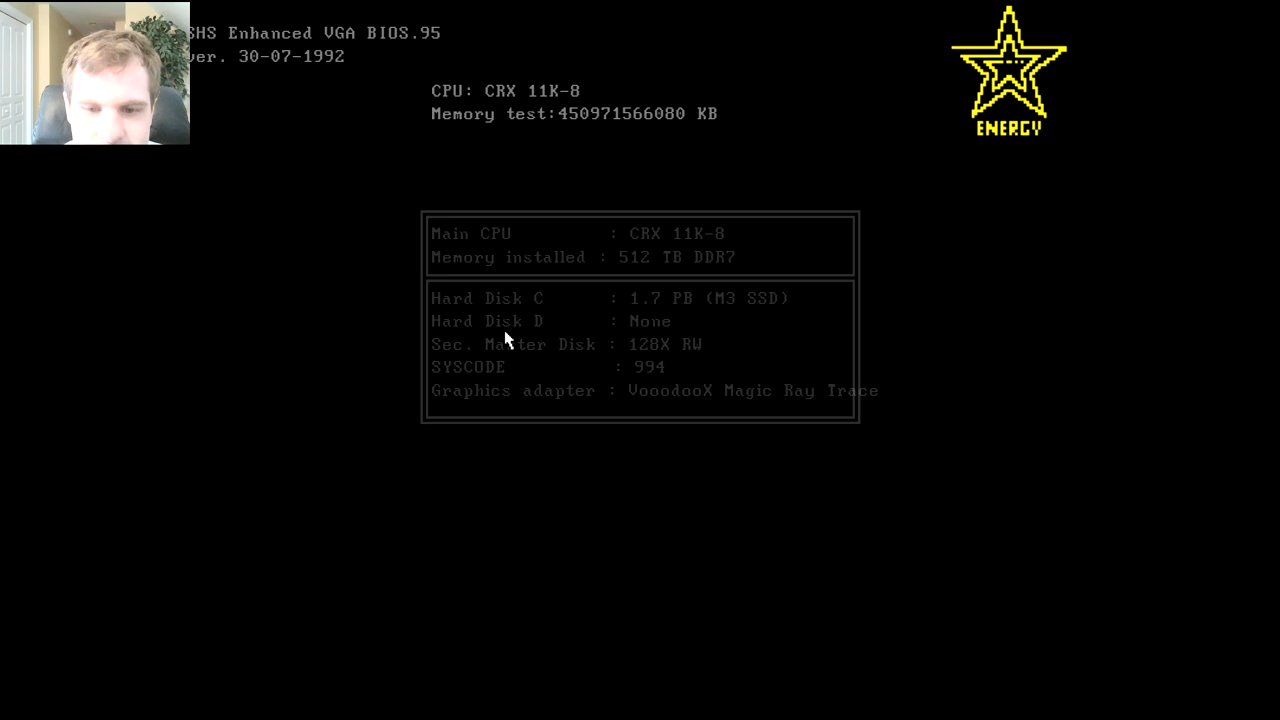 SHS Enhanced VGA BIOS.95
ver. 30-07-1992
ENERGY
CPU: CRX 11K-8
Memory test:450971566080 KB
Main CPU : CRX 11K-8
Memory installed : 512 TB DDR7
Hard Disk C : 1.7 PB (M3 SSD)
Hard Disk D : None
Sec. Master Disk : 128X RW
SYSCODE : 994
Graphics adapter : VooodooX Magic Ray Trace